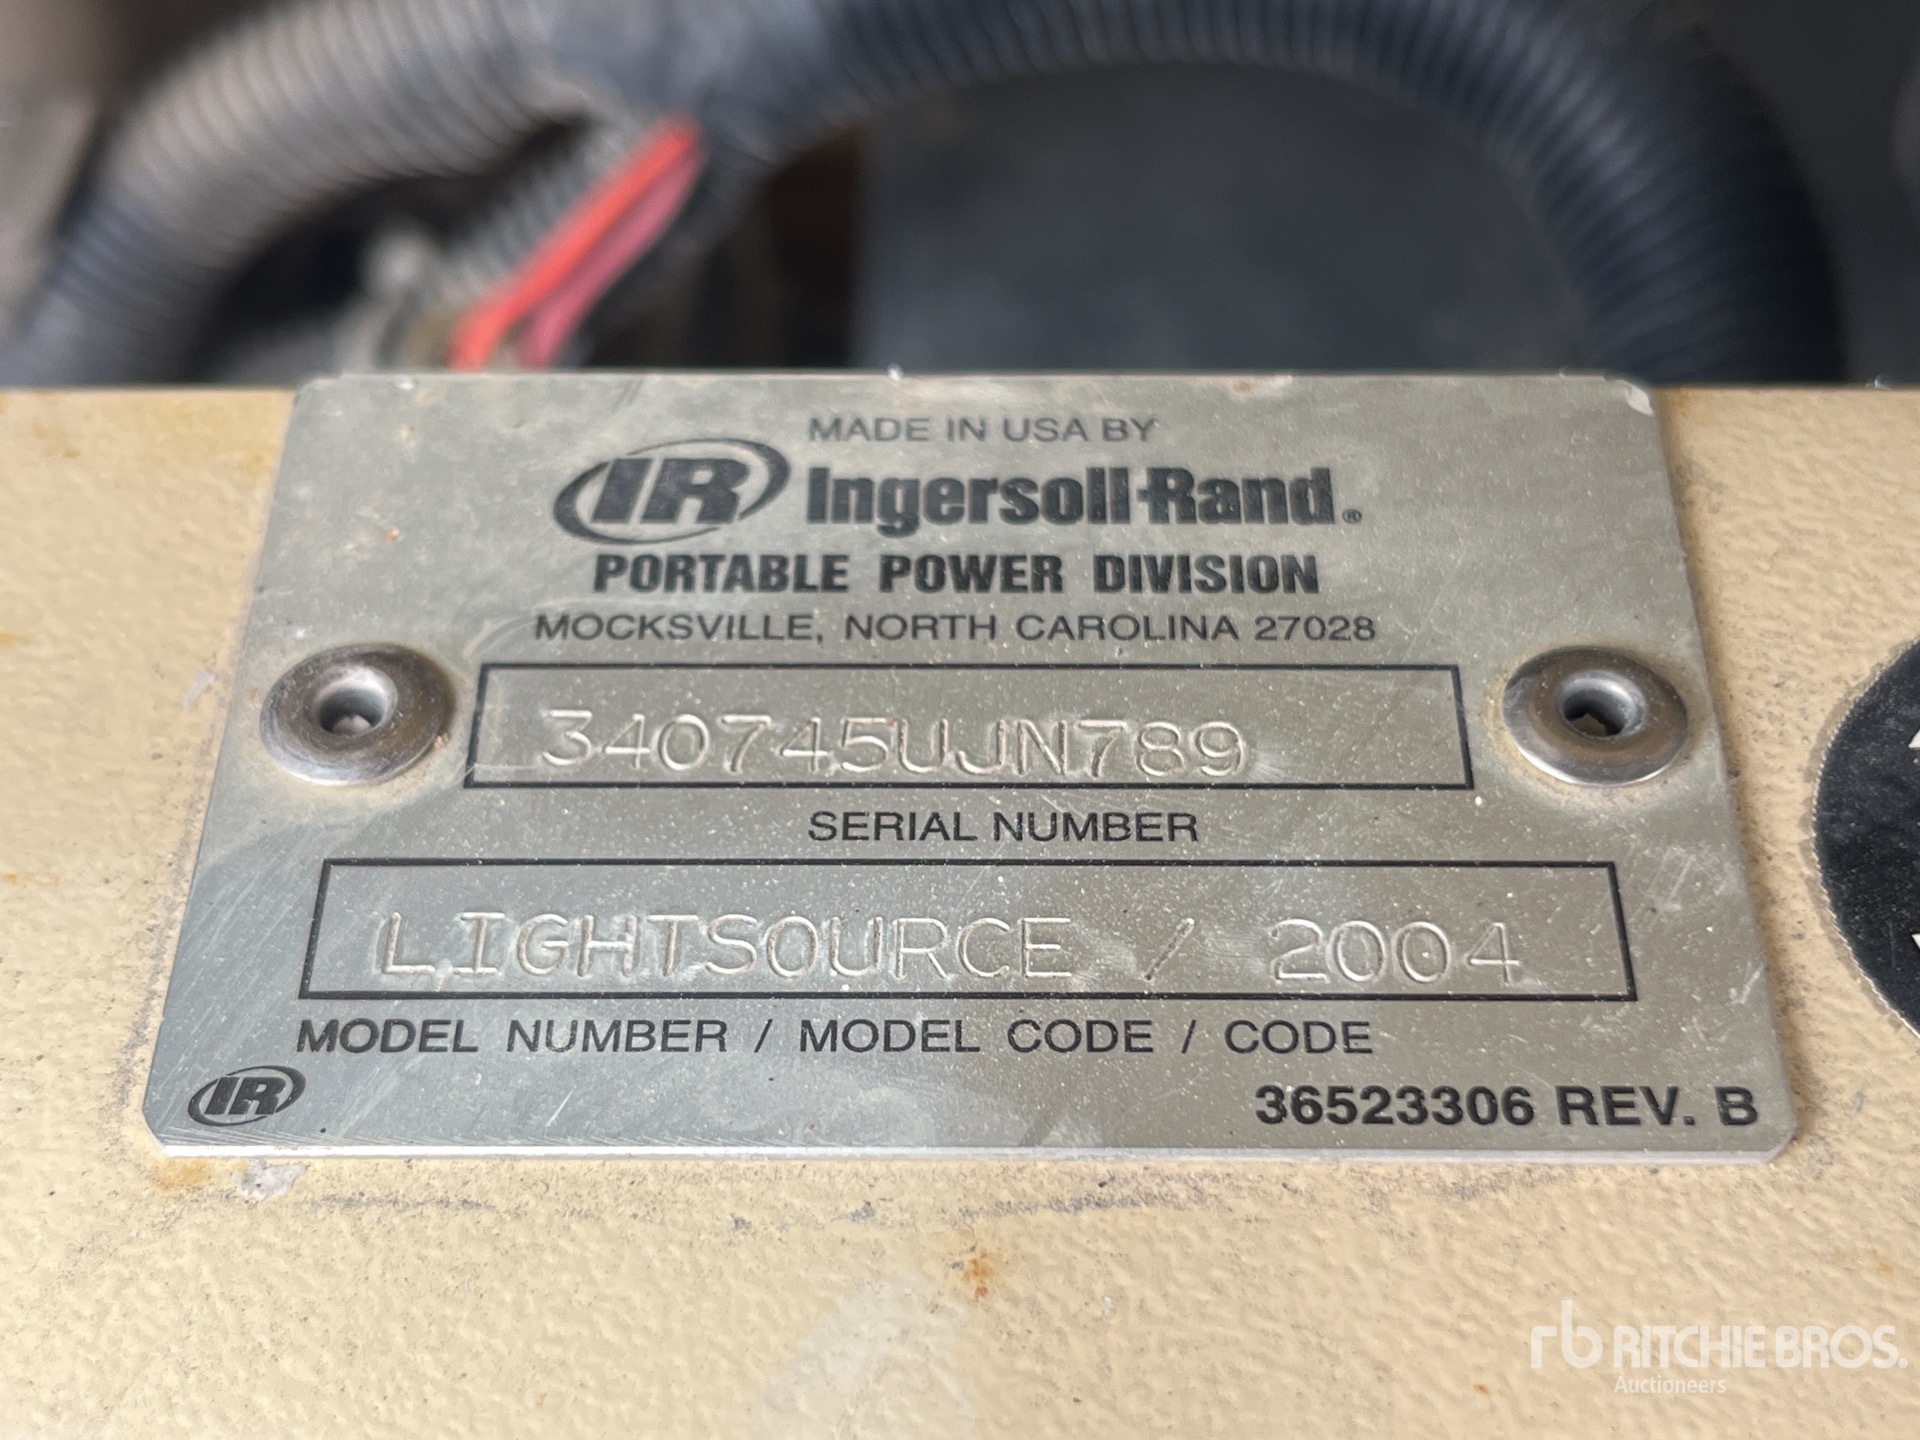 MADE IN USA BY
IR Ingersoll-Rand®
PORTABLE POWER DIVISION
MOCKSVILLE, NORTH CAROLINA 27028
340745UJN789
SERIAL NUMBER
LIGHTSOURCE / 2004
MODEL NUMBER / MODEL CODE / CODE
IR
36523306 REV. B
rb RITCHIE BROS.
Auctioneers